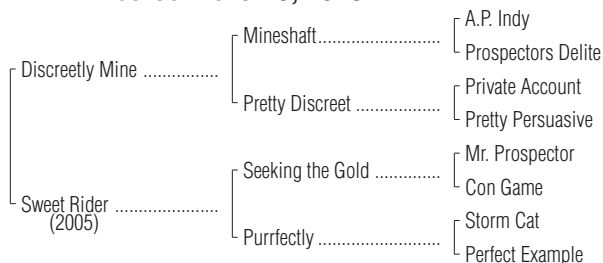 A.P. Indy
Mineshaft..........................
Prospectors Delite
Discreetly Mine ................
Private Account
Pretty Discreet ..................
Pretty Persuasive
Mr. Prospector
Seeking the Gold ..............
Con Game
Sweet Rider ......................
(2005)
Storm Cat
Purrfectly ..........................
Perfect Example